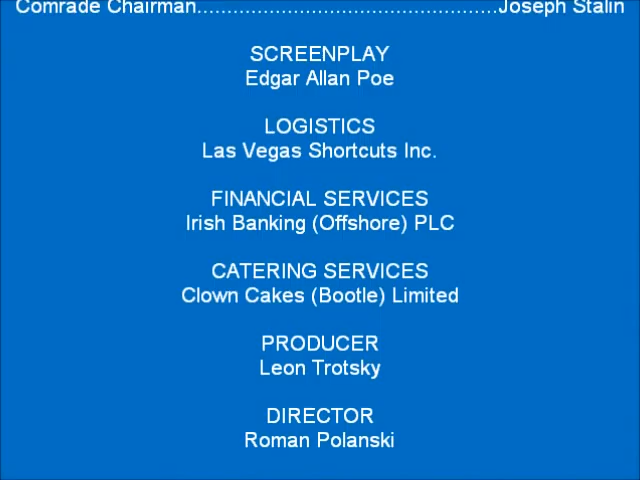 Comrade Chairman.................................................Joseph Stalin
SCREENPLAY
Edgar Allan Poe
LOGISTICS
Las Vegas Shortcuts Inc.
FINANCIAL SERVICES
Irish Banking (Offshore) PLC
CATERING SERVICES
Clown Cakes (Bootle) Limited
PRODUCER
Leon Trotsky
DIRECTOR
Roman Polanski